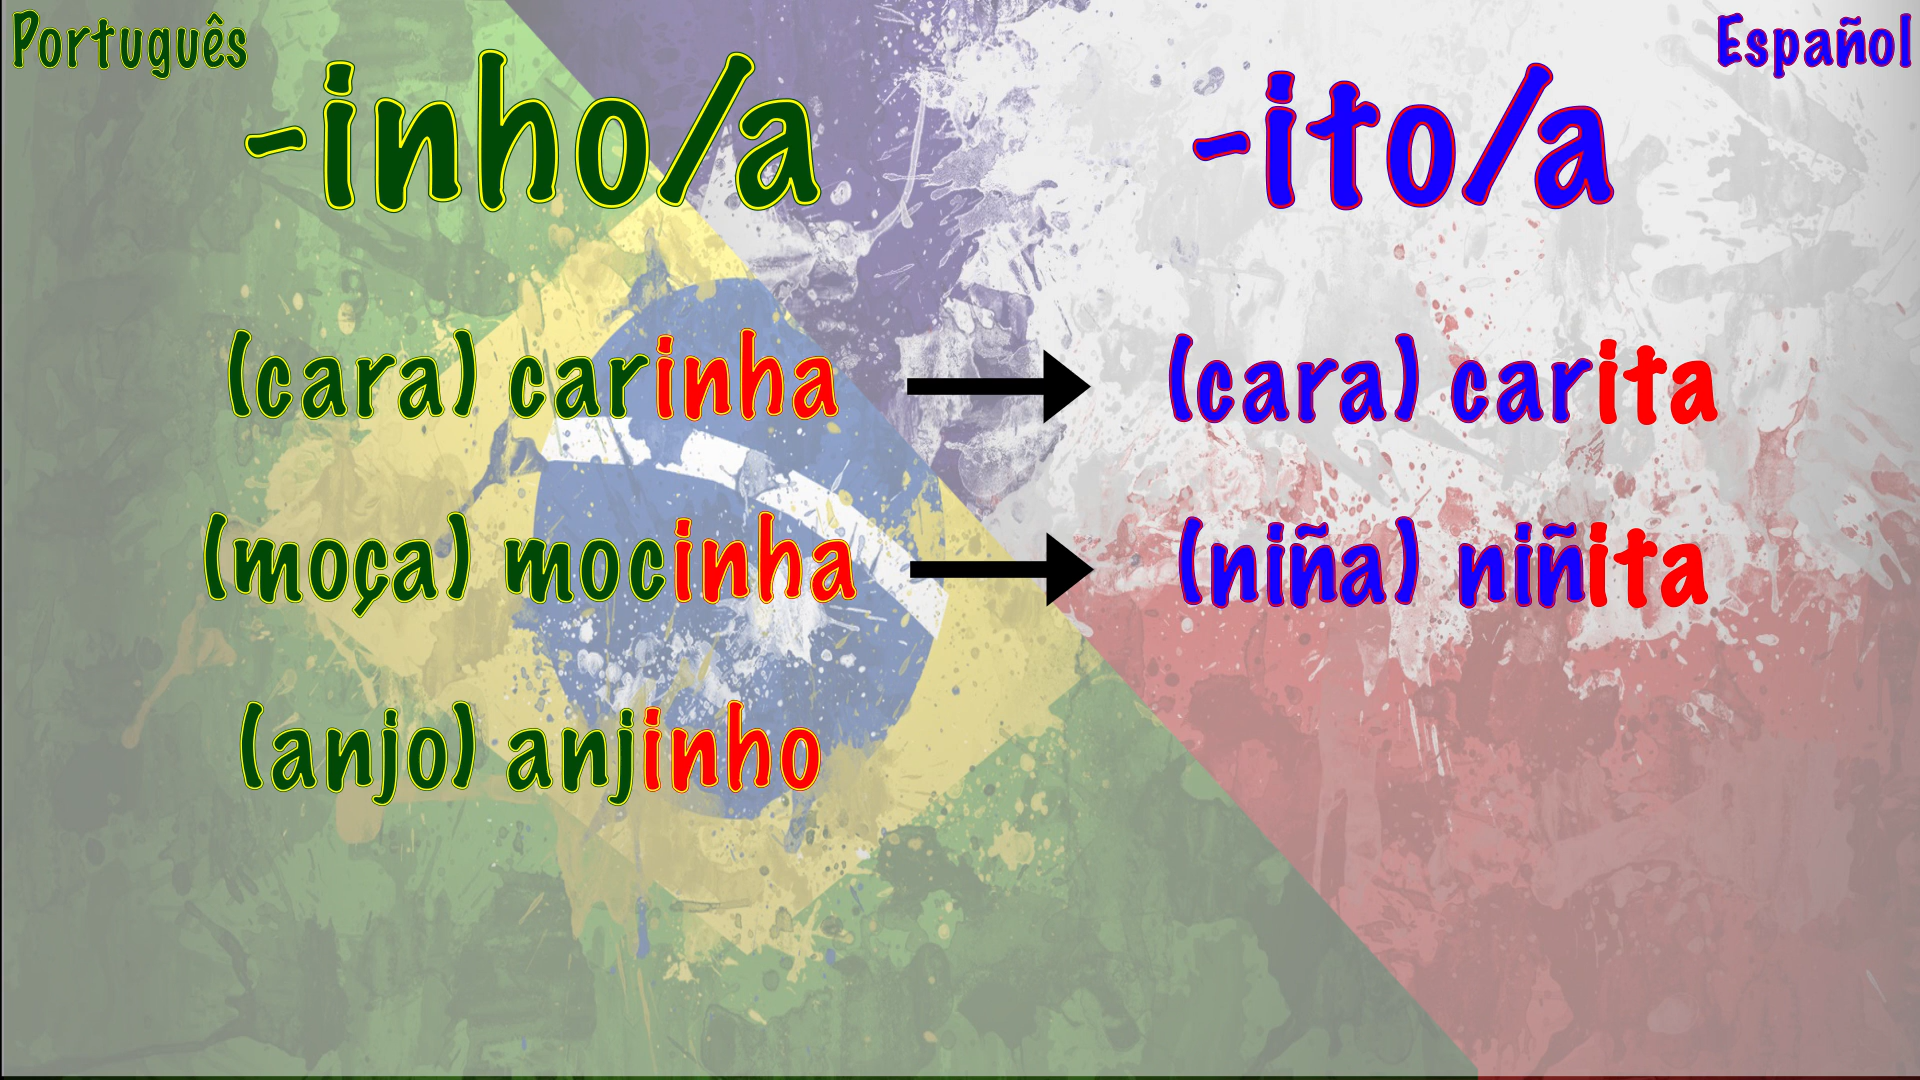 Português
Español
-inho/a
-ito/a
(cara) carinha
(cara) carita
(moça) mocinha
(niña) niñita
(anjo) anjinho